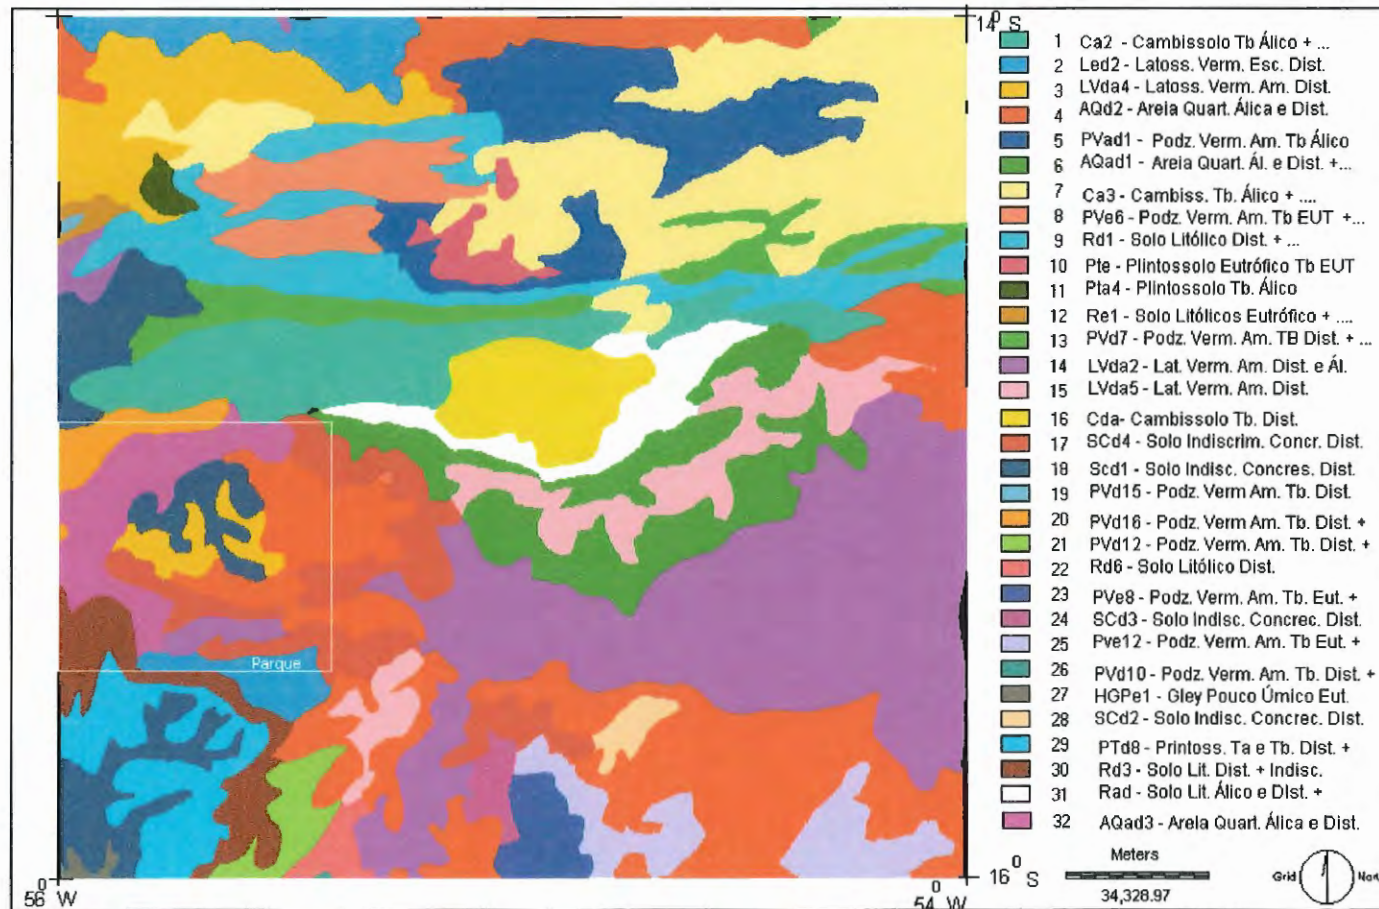 14° S
1 Ca2 - Cambissolo Tb Álico + ...
2 Led2 - Latoss. Verm. Esc. Dist.
3 LVda4 - Latoss. Verm. Am. Dist.
4 AQd2 - Areia Quart. Álica e Dist.
5 PVad1 - Podz. Verm. Am. Tb Álico
6 AQad1 - Areia Quart. Ál. e Dist. +...
7 Ca3 - Cambiss. Tb. Álico + ....
8 PVe6 - Podz. Verm. Am. Tb EUT +...
9 Rd1 - Solo Litólico Dist. + ...
10 Pte - Plintossolo Eutrófico Tb EUT
11 Pta4 - Plintossolo Tb. Álico
12 Re1 - Solo Litólicos Eutrófico + ....
13 PVd7 - Podz. Verm. Am. TB Dist. + ...
14 LVda2 - Lat. Verm. Am. Dist. e Ál.
15 LVda5 - Lat. Verm. Am. Dist.
16 Cda- Cambissolo Tb. Dist.
17 SCd4 - Solo Indiscrim. Concr. Dist.
18 Scd1 - Solo Indisc. Concres. Dist.
19 PVd15 - Podz. Verm Am. Tb. Dist.
20 PVd16 - Podz. Verm Am. Tb. Dist. +
21 PVd12 - Podz. Verm. Am. Tb. Dist. +
22 Rd6 - Solo Litólico Dist.
23 PVe8 - Podz. Verm. Am. Tb. Eut. +
24 SCd3 - Solo Indisc. Concrec. Dist.
25 Pve12 - Podz. Verm. Am. Tb Eut. +
26 PVd10 - Podz. Verm. Am. Tb. Dist. +
27 HGPe1 - Gley Pouco Úmico Eut.
28 SCd2 - Solo Indisc. Concrec. Dist.
29 PTd8 - Printoss. Ta e Tb. Dist. +
30 Rd3 - Solo Lit. Dist. + Indisc.
31 Rad - Solo Lit. Álico e Dist. +
32 AQad3 - Areia Quart. Álica e Dist.
Parque
Meters
34,328.97
Grid
Nor
16° S
56° W
54° W